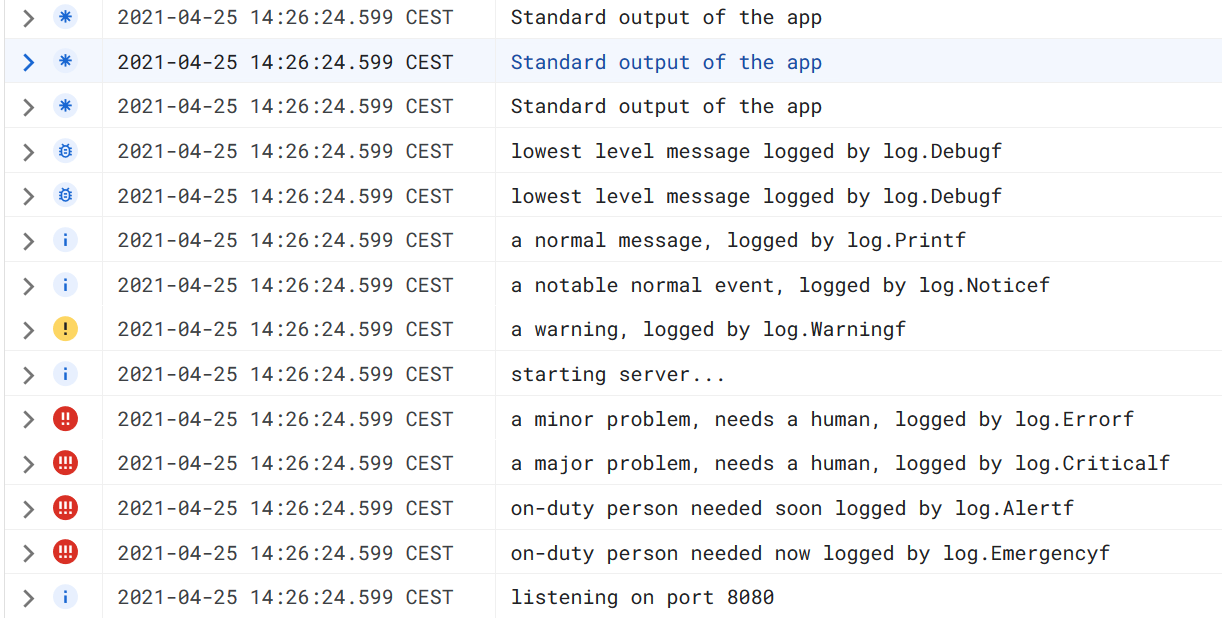 2021-04-25 14:26:24.599 CEST Standard output of the app
2021-04-25 14:26:24.599 CEST Standard output of the app
2021-04-25 14:26:24.599 CEST Standard output of the app
2021-04-25 14:26:24.599 CEST lowest level message logged by log.Debugf
2021-04-25 14:26:24.599 CEST lowest level message logged by log.Debugf
2021-04-25 14:26:24.599 CEST a normal message, logged by log.Printf
2021-04-25 14:26:24.599 CEST a notable normal event, logged by log.Noticef
2021-04-25 14:26:24.599 CEST a warning, logged by log.Warningf
2021-04-25 14:26:24.599 CEST starting server...
2021-04-25 14:26:24.599 CEST a minor problem, needs a human, logged by log.Errorf
2021-04-25 14:26:24.599 CEST a major problem, needs a human, logged by log.Criticalf
2021-04-25 14:26:24.599 CEST on-duty person needed soon logged by log.Alertf
2021-04-25 14:26:24.599 CEST on-duty person needed now logged by log.Emergencyf
2021-04-25 14:26:24.599 CEST listening on port 8080